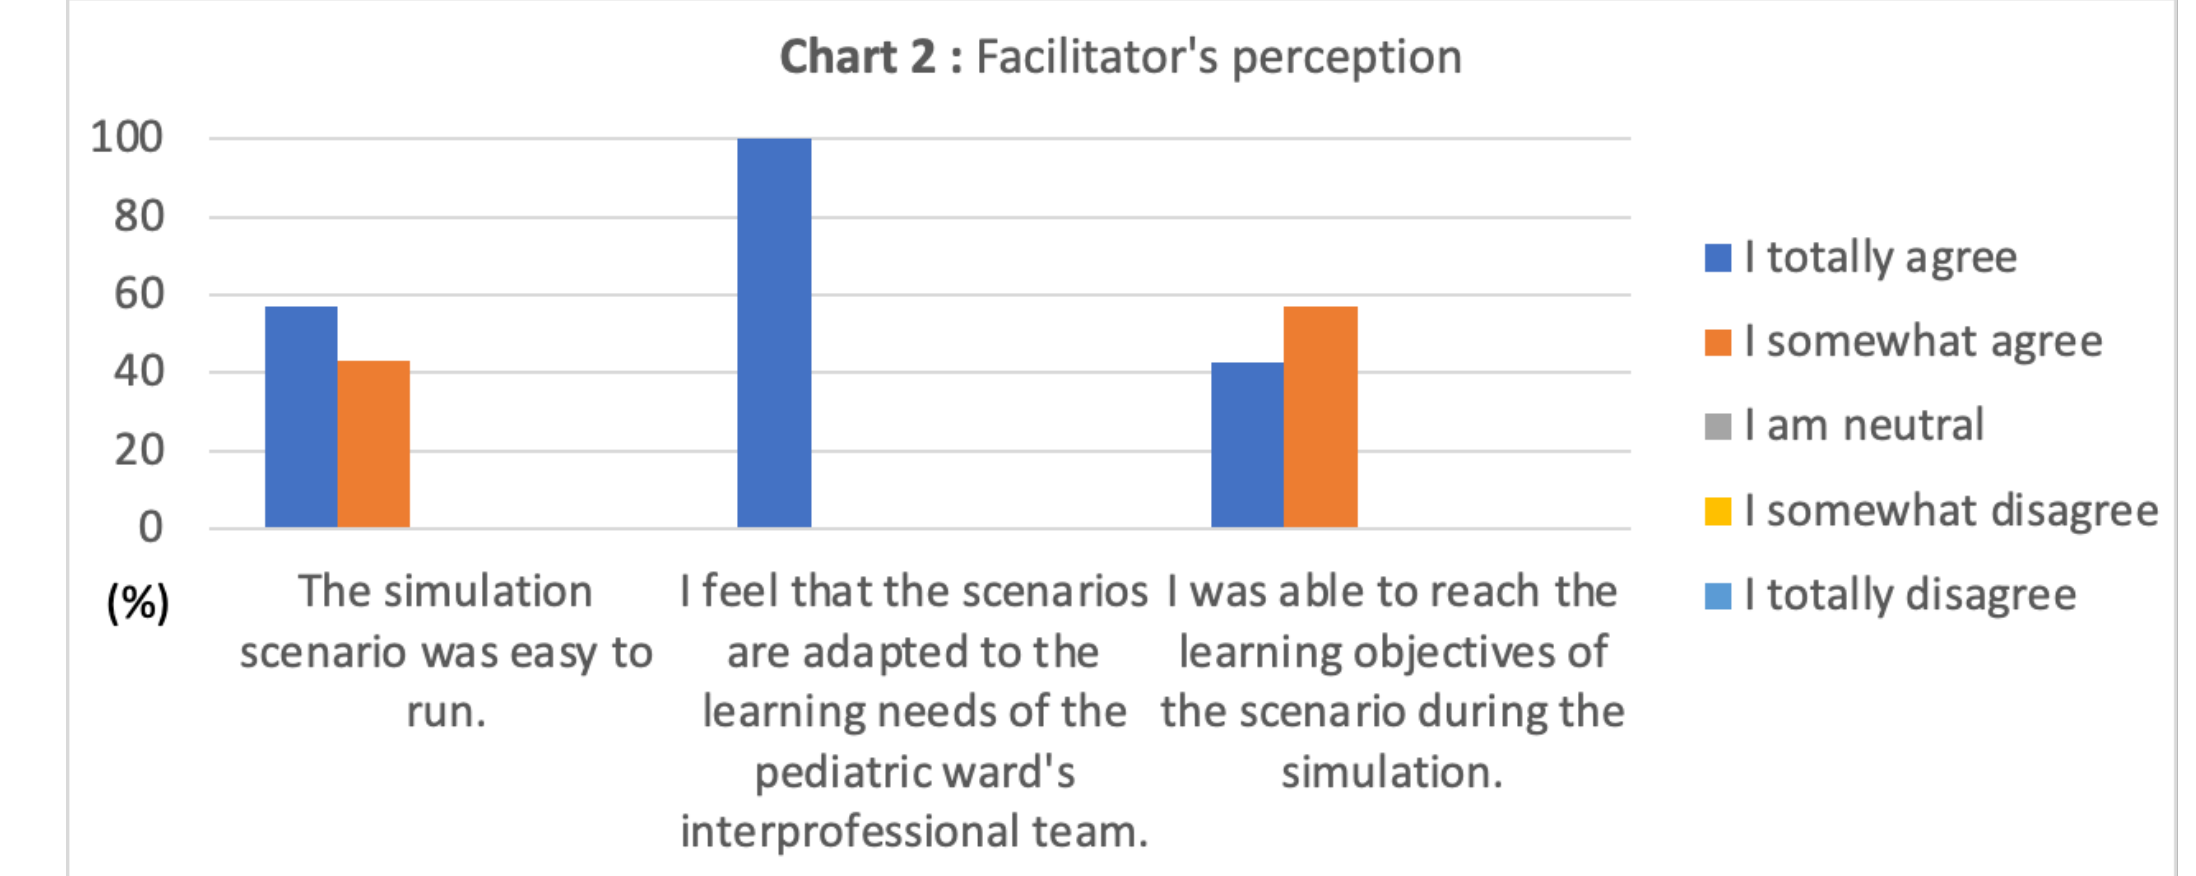 Chart 2 : Facilitator's perception
100
80
60
40
20
0
(%)
The simulation
scenario was easy to
run.
I feel that the scenarios
are adapted to the
learning needs of the
pediatric ward's
interprofessional team.
I was able to reach the
learning objectives of
the scenario during the
simulation.
I totally agree
I somewhat agree
I am neutral
I somewhat disagree
I totally disagree